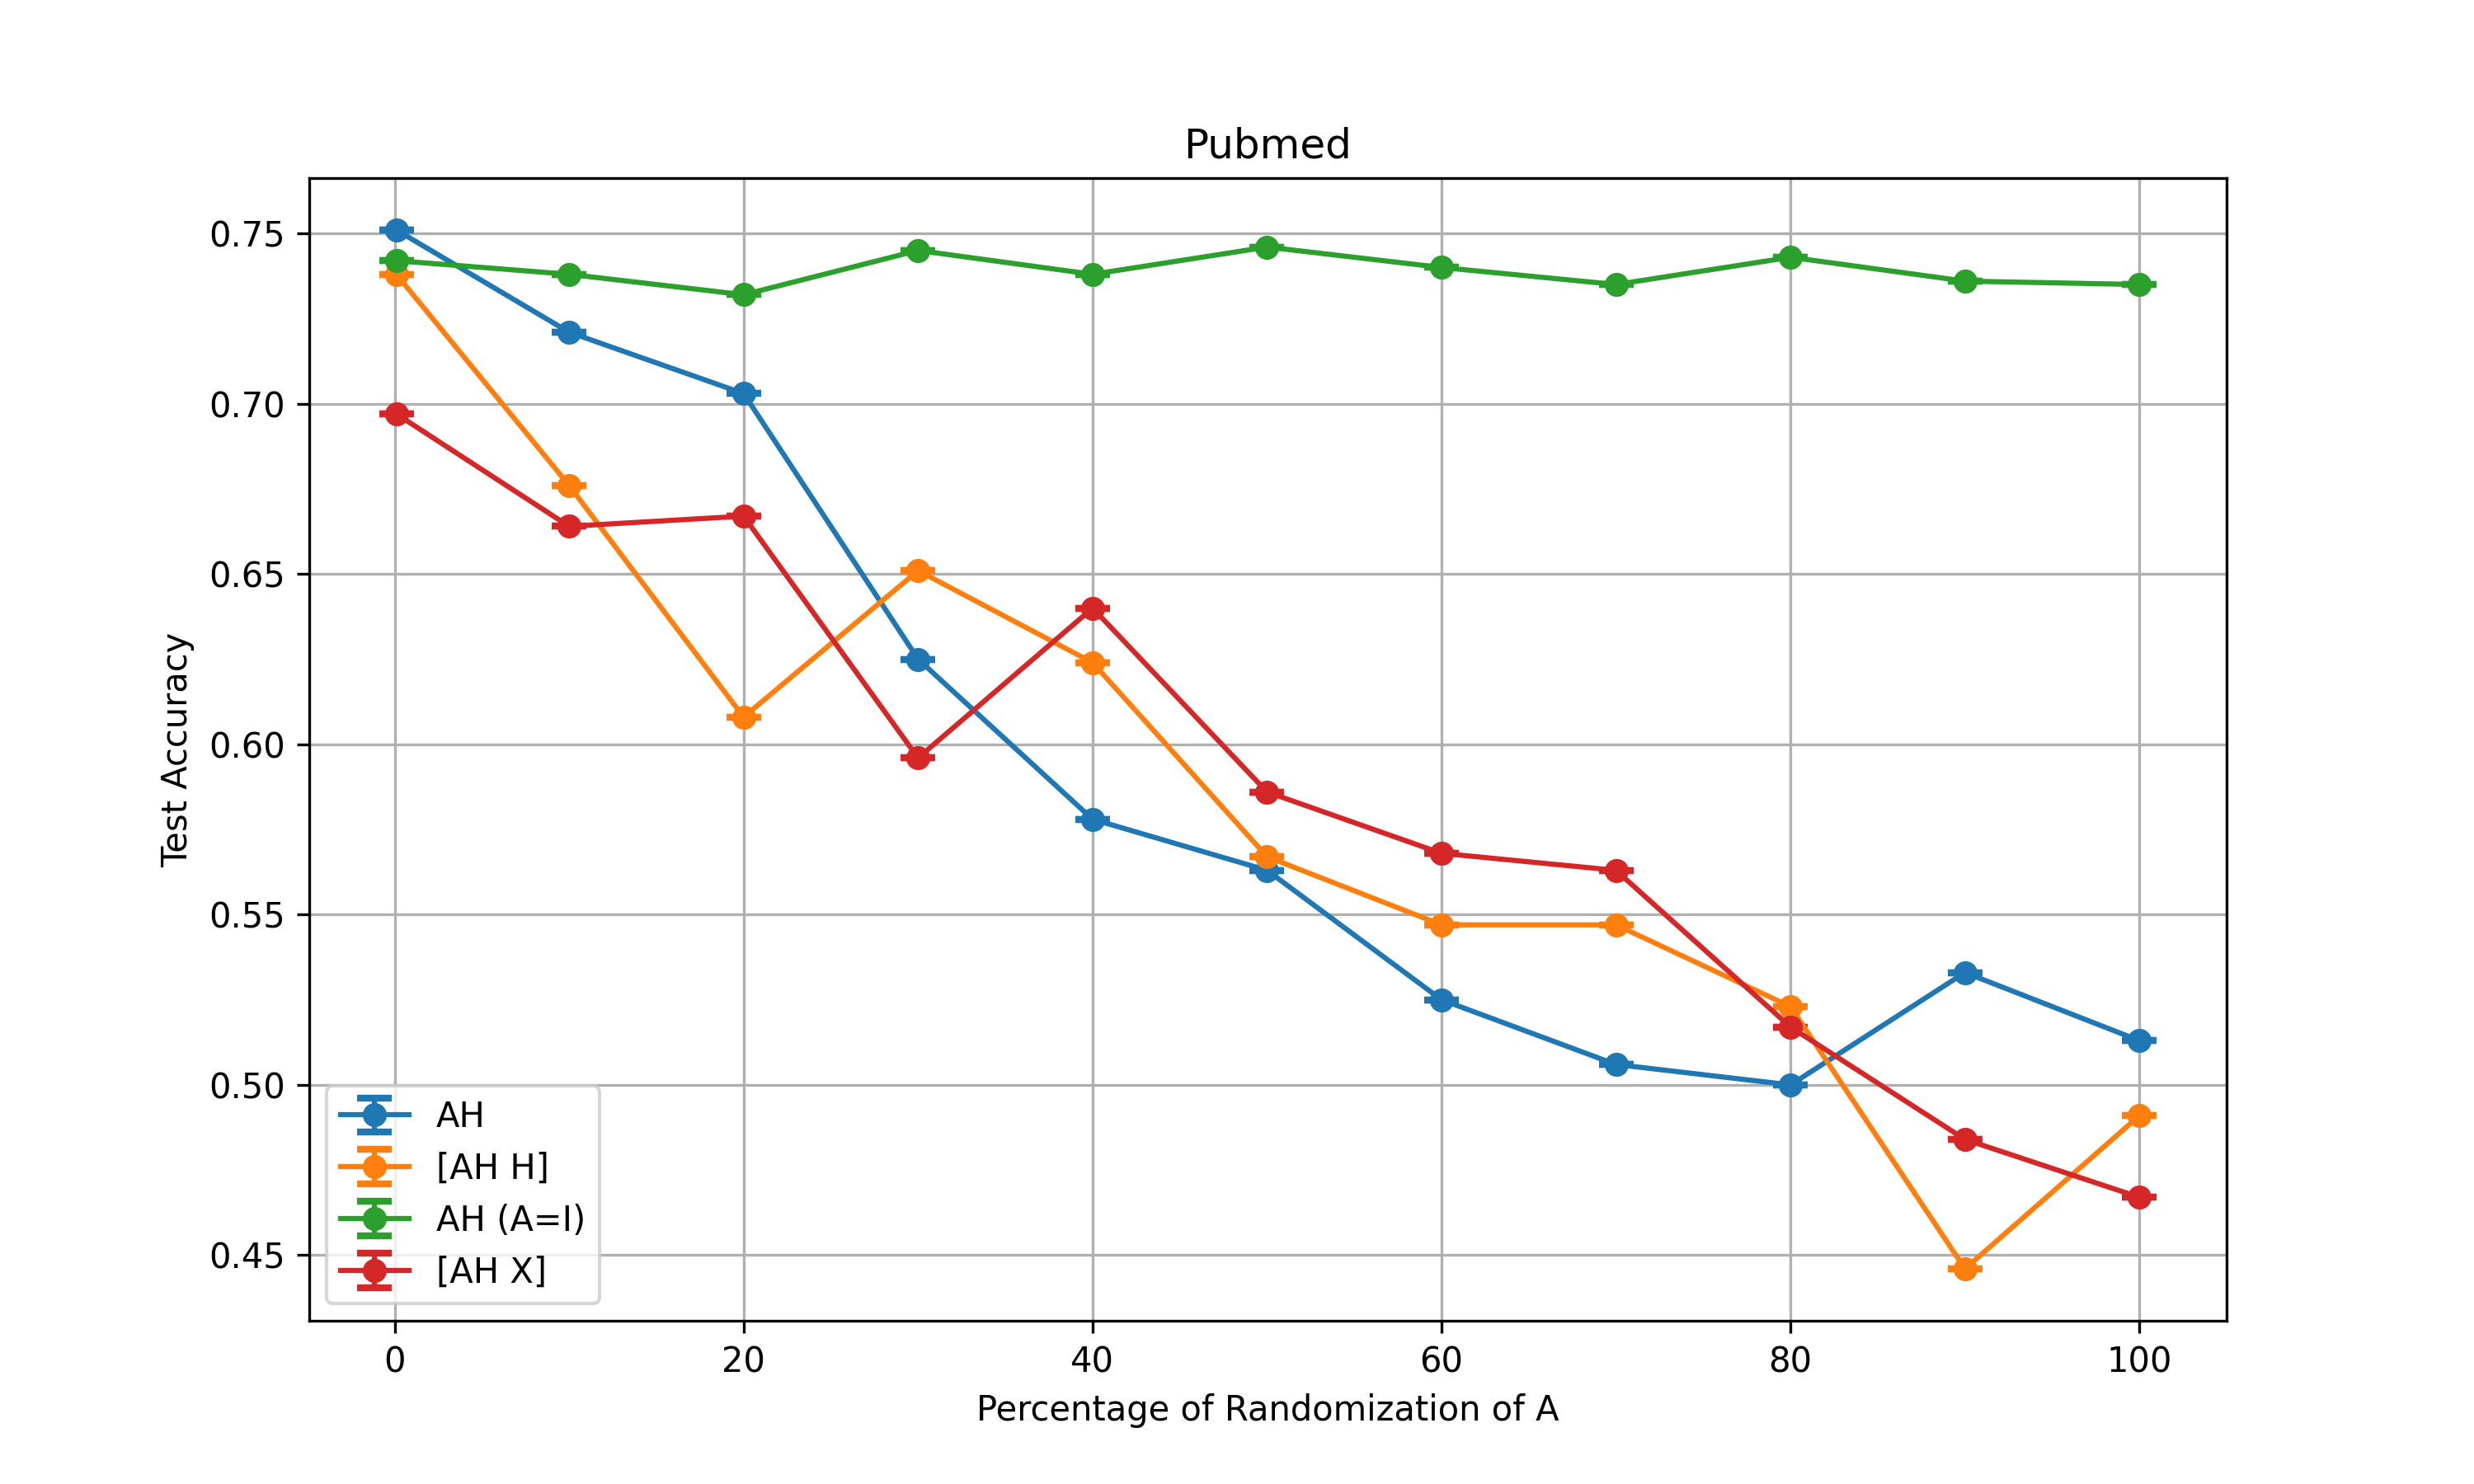 Pubmed
0.75
0.70
0.65
0.60
0.55
0.50
0.45
Test Accuracy
AH
[AH H]
AH (A=I)
[AH X]
0 20 40 60 80 100
Percentage of Randomization of A